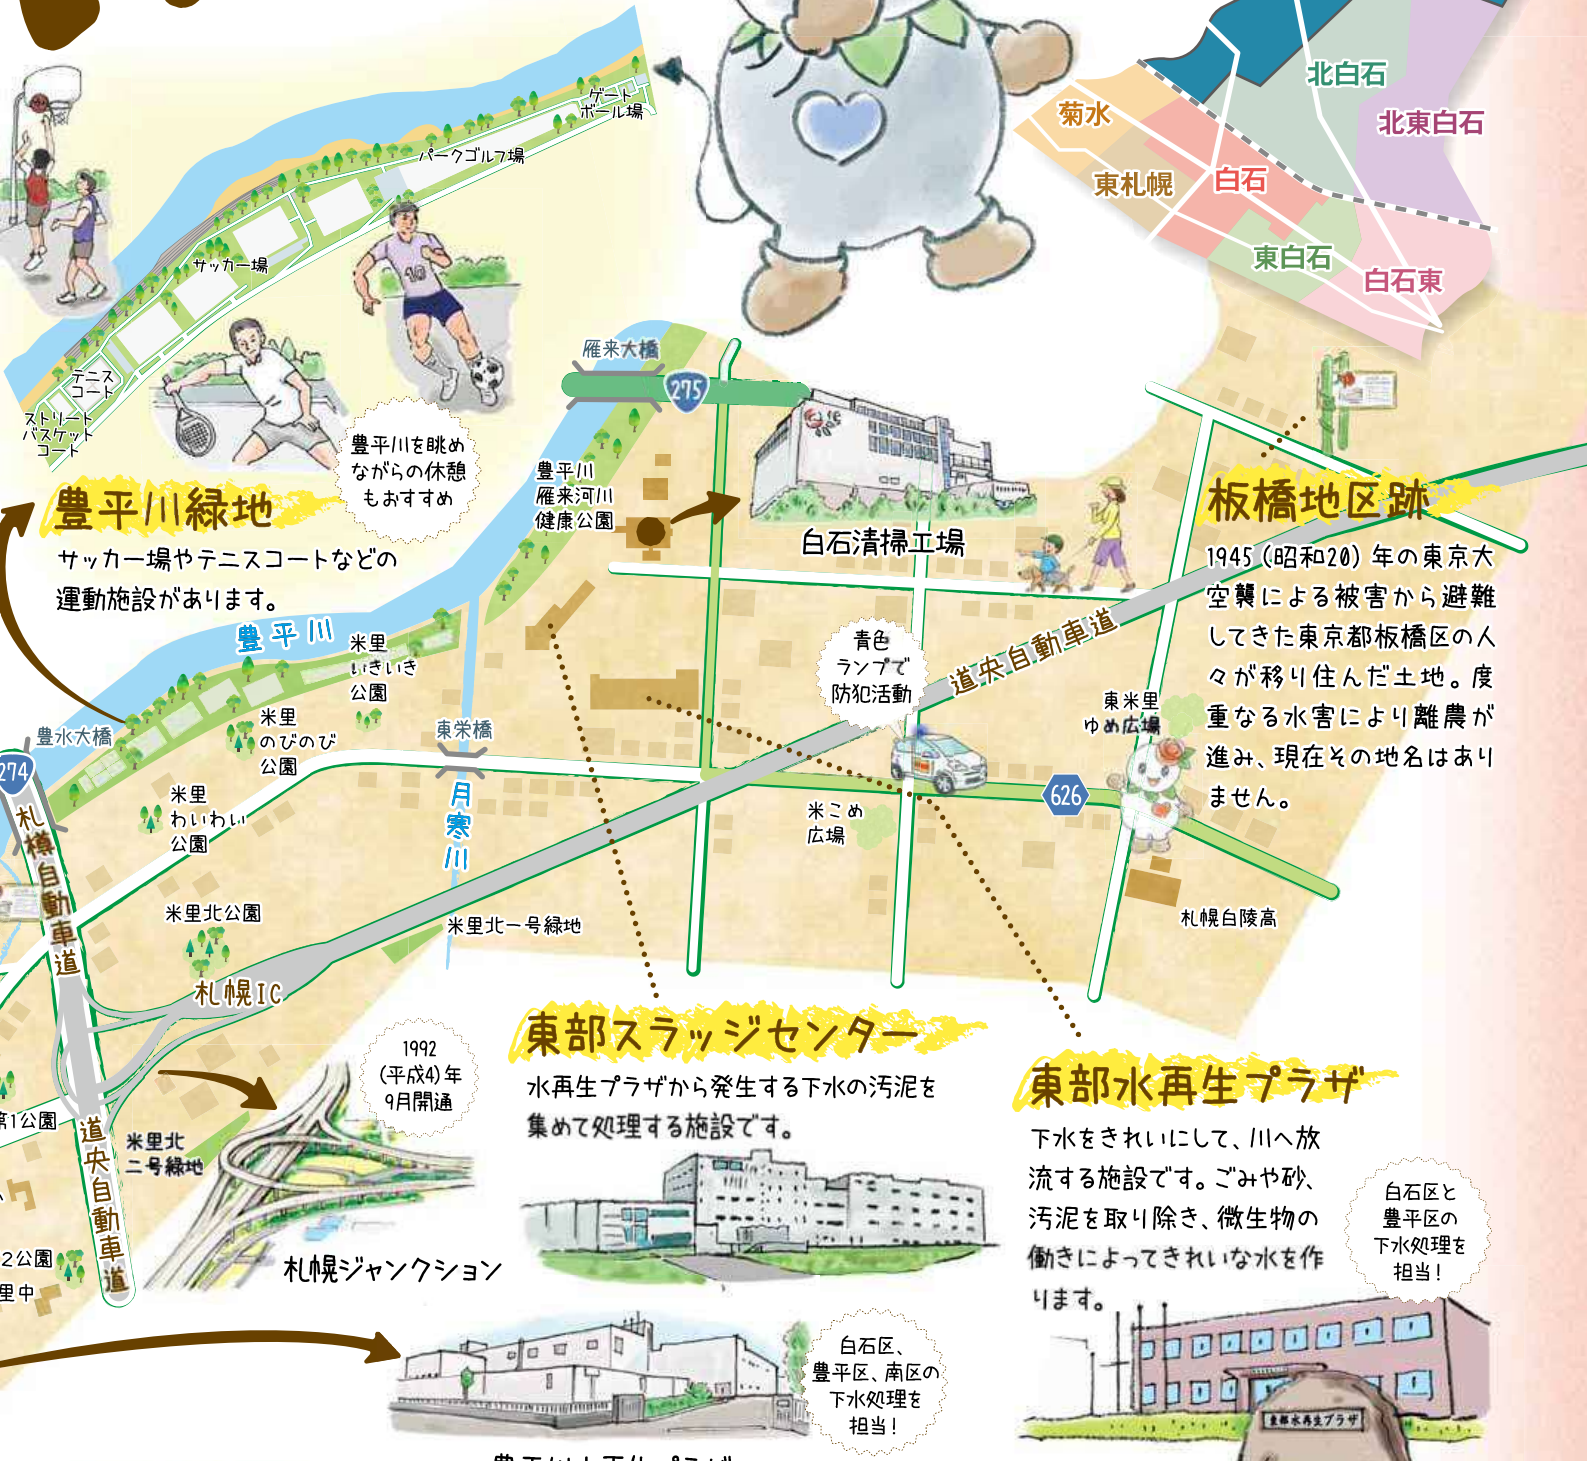 ゲート
ボール場
パークゴルフ場
サッカー場
テニス
コート
ストリート
バスケット
コート
豊平川を眺め
ながらの休憩
もおすすめ
豊平川緑地
サッカー場やテニスコートなどの
運動施設があります。
北白石
菊水
北東白石
東札幌
白石
東白石
白石東
雁来大橋
275
豊平川
雁来河川
健康公園
白石清掃工場
板橋地区跡
1945(昭和20)年の東京大
空襲による被害から避難
してきた東京都板橋区の人
々が移り住んだ土地。度
重なる水害により離農が
進み、現在その地名はあり
ません。
豊平川
米里
いきいき
公園
米里
のびのび
公園
米里
わいわい
公園
豊水大橋
274
札樽自動車道
東栄橋
月寒川
青色
ランプで
防犯活動
道央自動車道
東米里
ゆめ広場
626
米こめ
広場
札幌白陵高
米里北公園
米里北一号緑地
札幌IC
1992
(平成4)年
9月開通
第1公園
道央自動車道
米里北
二号緑地
札幌ジャンクション
2公園
里中
東部スラッジセンター
水再生プラザから発生する下水の汚泥を
集めて処理する施設です。
東部水再生プラザ
下水をきれいにして、川へ放
流する施設です。ごみや砂、
汚泥を取り除き、微生物の
働きによってきれいな水を作
ります。
白石区と
豊平区の
下水処理を
担当!
白石区、
豊平区、南区の
下水処理を
担当!
東部水再生プラザ
10